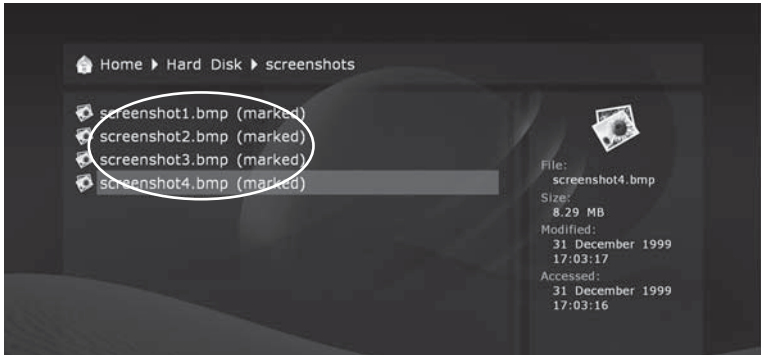 Home ▶ Hard Disk ▶ screenshots
screenshot1.bmp (marked)
screenshot2.bmp (marked)
screenshot3.bmp (marked)
screenshot4.bmp (marked)
File:
screenshot4.bmp
Size:
8.29 MB
Modified:
31 December 1999
17:03:17
Accessed:
31 December 1999
17:03:16